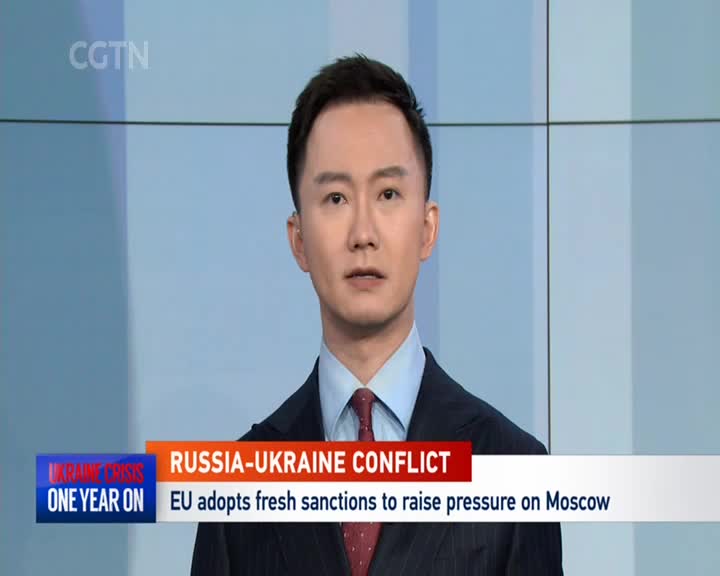 CGTN
RUSSIA-UKRAINE CONFLICT
UKRAINE CRISIS
ONE YEAR ON
EU adopts fresh sanctions to raise pressure on Moscow